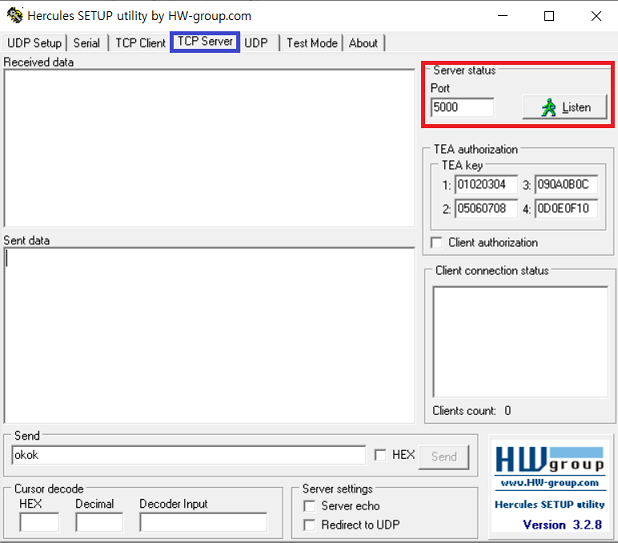 Hercules SETUP utility by HW-group.com
UDP Setup Serial TCP Client TCP Server UDP Test Mode About
Received data
Sent data
Server status
Port
5000 Listen
TEA authorization
TEA key
1: 01020304 3: 090A0B0C
2: 05060708 4: 0D0E0F10
Client authorization
Client connection status
Clients count: 0
Send
okok HEX Send
Cursor decode
HEX Decimal Decoder Input
Server settings
Server echo
Redirect to UDP
HW group
www.HW-group.com
Hercules SETUP utility
Version 3.2.8